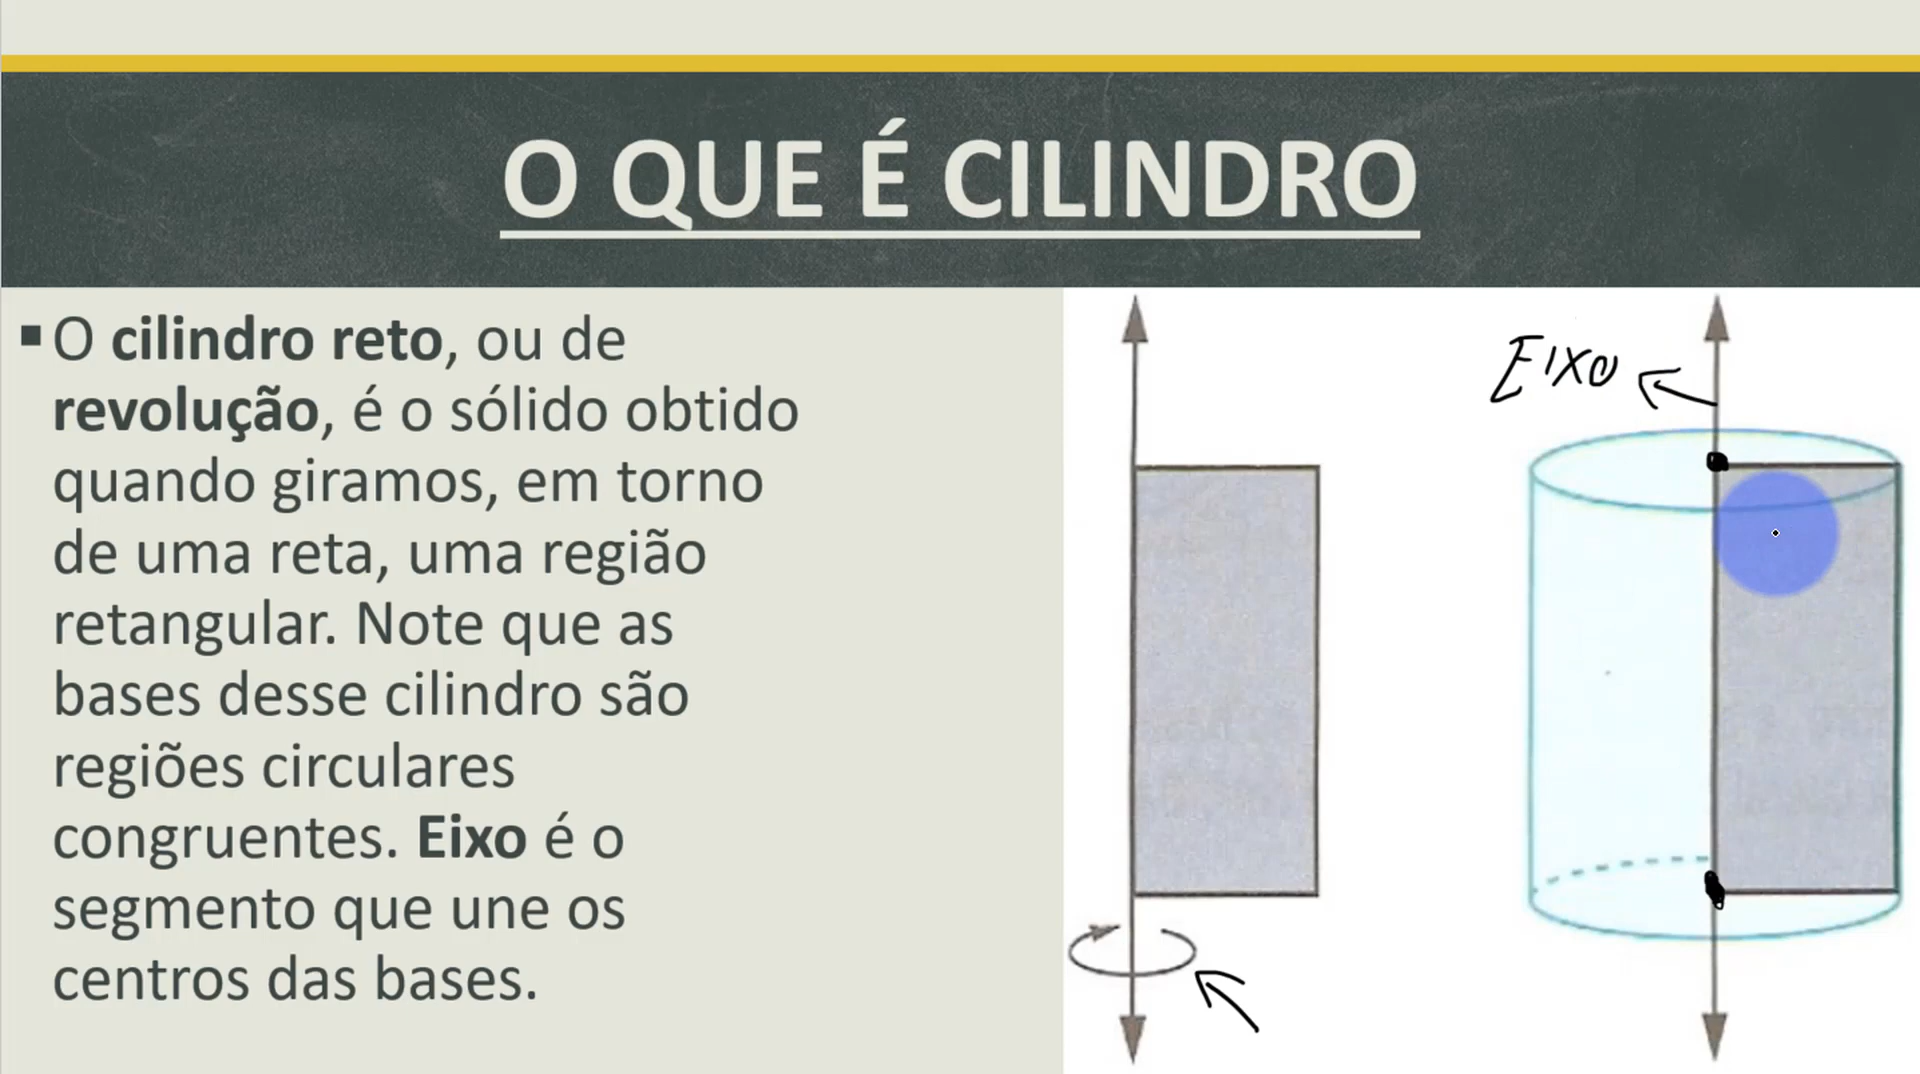 O QUE É CILINDRO
▪O cilindro reto, ou de
revolução, é o sólido obtido
quando giramos, em torno
de uma reta, uma região
retangular. Note que as
bases desse cilindro são
regiões circulares
congruentes. Eixo é o
segmento que une os
centros das bases.
EIXO